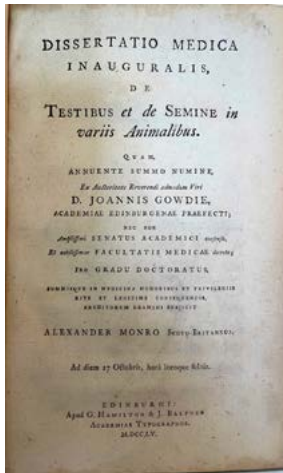 DISSERTATIO MEDICA
INAUGURALIS,
DE
TESTIBUS et de SEMINE in
variis Animalibus.
QUAM,
ANNUENTE SUMMO NUMINE,
Ex Auctoritate Reverendi admodum Viri
D. JOANNIS GOWDIE,
ACADEMIAE EDINBURGENAE PRAEFECTI;
NEC NON
Amplissimi SENATUS ACADEMICI consensu,
Et nobilissimae FACULTATIS MEDICAE decreto;
PRO GRADU DOCTORATUS,
SUMMISQUE IN MEDICINA HONORIBUS ET PRIVILEGIIS
RITE ET LEGITIME CONSEQUENDIS,
ERUDITORUM EXAMINI SUBJICIT
ALEXANDER MONRO SCOTO-BRITANNUS.
Ad diem 17 Octobris, horâ locoque solitis.
EDINBURGI:
Apud G. HAMILTON & J. BALFOUR
ACADEMIAE TYPOGRAPHOS.
M.DCC.LV.